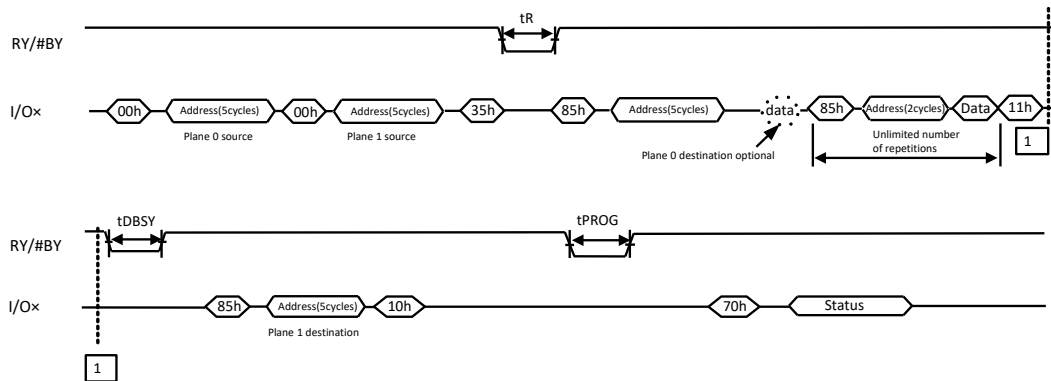 tR
RY/#BY
I/O×
00h
Address(5cycles)
00h
Address(5cycles)
35h
85h
Address(5cycles)
data
85h
Address(2cycles)
Data
11h
Plane 0 source
Plane 1 source
Plane 0 destination optional
Unlimited number
of repetitions
1
tDBSY
tPROG
RY/#BY
I/O×
85h
Address(5cycles)
10h
70h
Status
Plane 1 destination
1